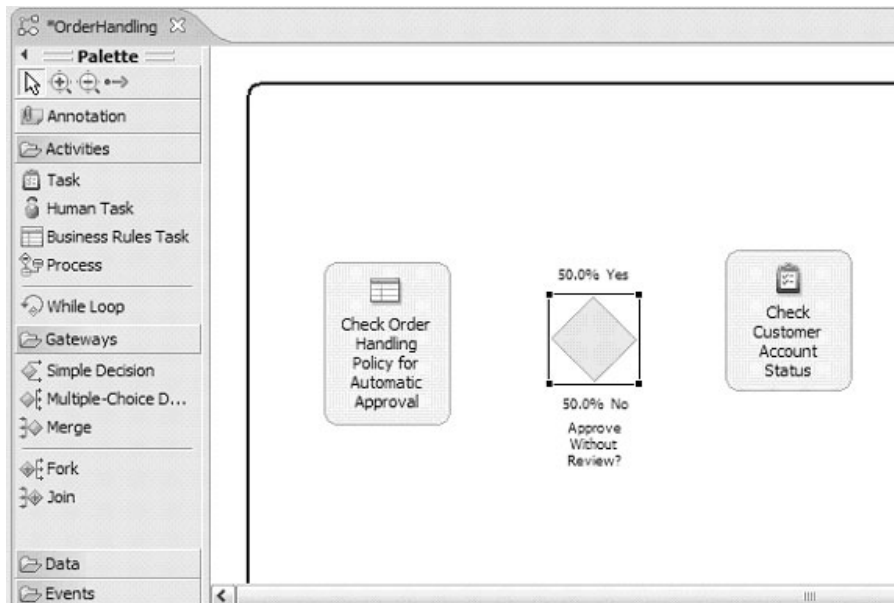 *OrderHandling
Palette
Annotation
Activities
Task
Human Task
Business Rules Task
Process
While Loop
Gateways
Simple Decision
Multiple-Choice D...
Merge
Fork
Join
Data
Events
Check Order
Handling
Policy for
Automatic
Approval
50.0% Yes
50.0% No
Approve
Without
Review?
Check
Customer
Account
Status